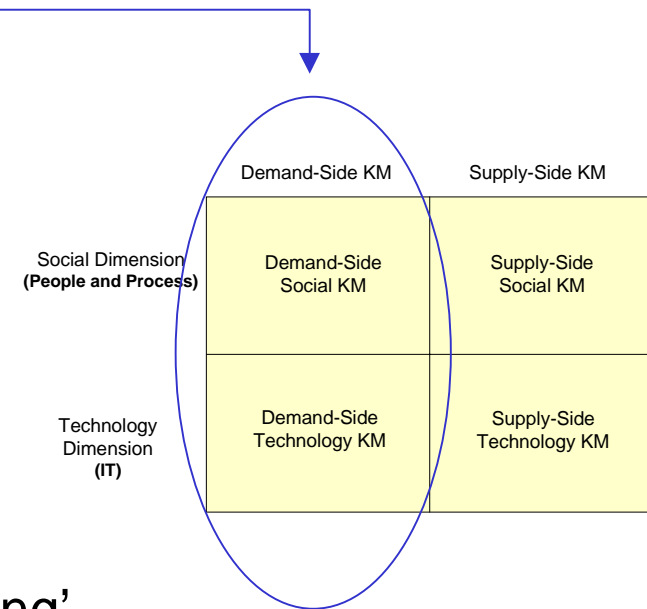 Demand-Side KM Supply-Side KM
Social Dimension
(People and Process)
Demand-Side
Social KM
Supply-Side
Social KM
Technology
Dimension
(IT)
Demand-Side
Technology KM
Supply-Side
Technology KM
ng’